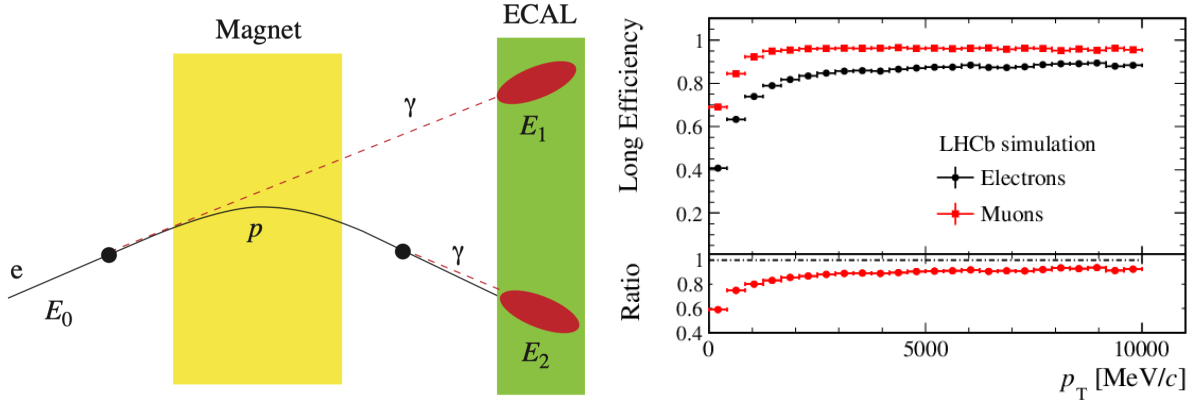 Magnet
ECAL
γ
E1
p
γ
e
E0
E2
Long Efficiency
1
0.8
0.6
0.4
0.2
LHCb simulation
Electrons
Muons
Ratio
1
0.8
0.6
0.4
0
5000
10000
pT [MeV/c]